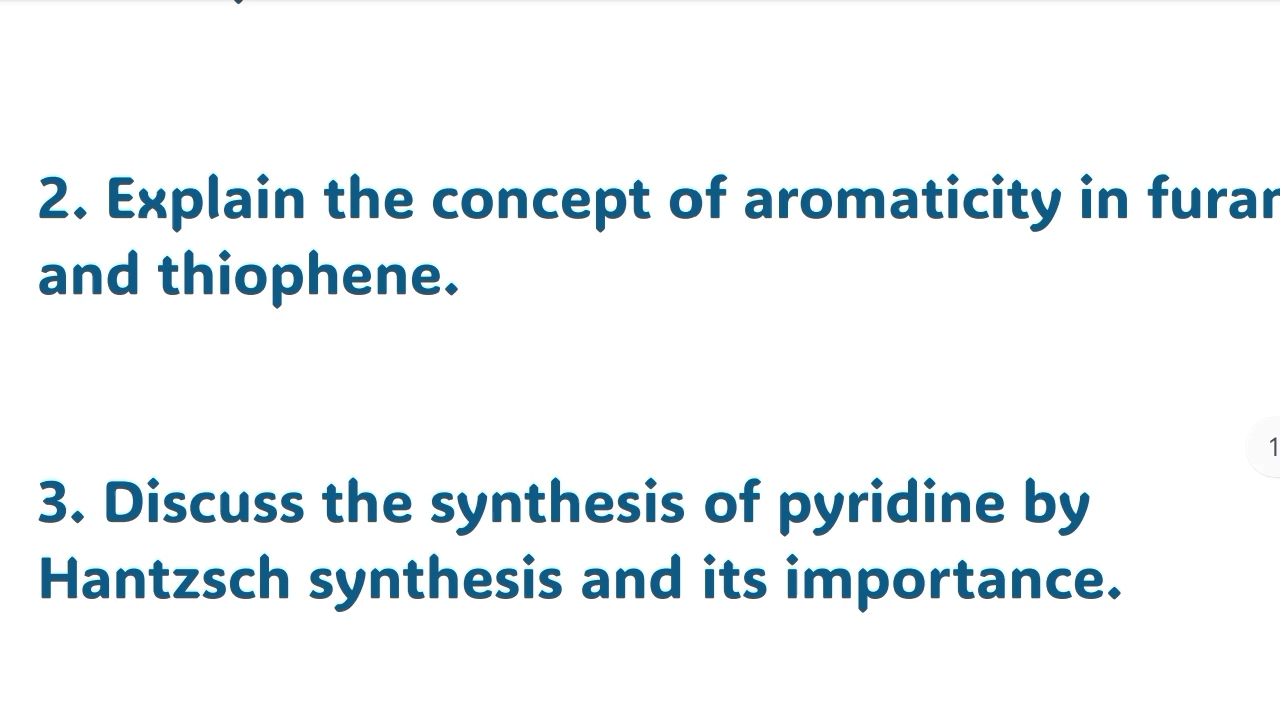 2. Explain the concept of aromaticity in
and thiophene.
3. Discuss the synthesis of pyridine by
Hantzsch synthesis and its importance.
1